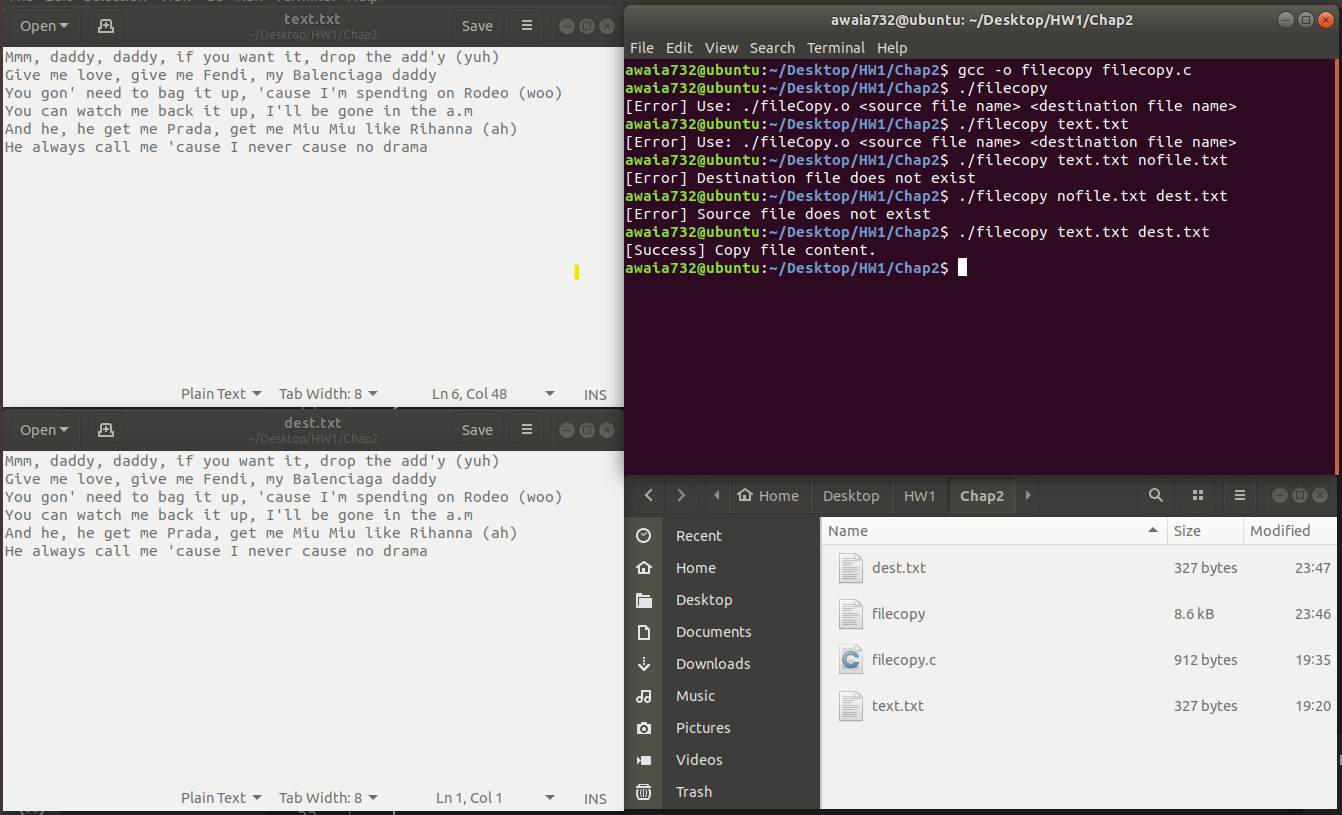 text.txt
Open
~/Desktop/HW1/Chap2
Save
Mmm, daddy, daddy, if you want it, drop the add'y (yuh)
Give me love, give me Fendi, my Balenciaga daddy
You gon' need to bag it up, 'cause I'm spending on Rodeo (woo)
You can watch me back it up, I'll be gone in the a.m
And he, he get me Prada, get me Miu Miu like Rihanna (ah)
He always call me 'cause I never cause no drama
Plain Text Tab Width: 8 Ln 6, Col 48 INS
dest.txt
Open
~/Desktop/HW1/Chap2
Save
Mmm, daddy, daddy, if you want it, drop the add'y (yuh)
Give me love, give me Fendi, my Balenciaga daddy
You gon' need to bag it up, 'cause I'm spending on Rodeo (woo)
You can watch me back it up, I'll be gone in the a.m
And he, he get me Prada, get me Miu Miu like Rihanna (ah)
He always call me 'cause I never cause no drama
Plain Text Tab Width: 8 Ln 1, Col 1 INS
awaia732@ubuntu: ~/Desktop/HW1/Chap2
File Edit View Search Terminal Help
awaia732@ubuntu:~/Desktop/HW1/Chap2$ gcc -o filecopy filecopy.c
awaia732@ubuntu:~/Desktop/HW1/Chap2$ ./filecopy
[Error] Use: ./fileCopy.o <source file name> <destination file name>
awaia732@ubuntu:~/Desktop/HW1/Chap2$ ./filecopy text.txt
[Error] Use: ./fileCopy.o <source file name> <destination file name>
awaia732@ubuntu:~/Desktop/HW1/Chap2$ ./filecopy text.txt nofile.txt
[Error] Destination file does not exist
awaia732@ubuntu:~/Desktop/HW1/Chap2$ ./filecopy nofile.txt dest.txt
[Error] Source file does not exist
awaia732@ubuntu:~/Desktop/HW1/Chap2$ ./filecopy text.txt dest.txt
[Success] Copy file content.
awaia732@ubuntu:~/Desktop/HW1/Chap2$
Home Desktop HW1 Chap2
Recent
Home
Desktop
Documents
Downloads
Music
Pictures
Videos
Trash
Name Size Modified
dest.txt 327 bytes 23:47
filecopy 8.6 kB 23:46
filecopy.c 912 bytes 19:35
text.txt 327 bytes 19:20